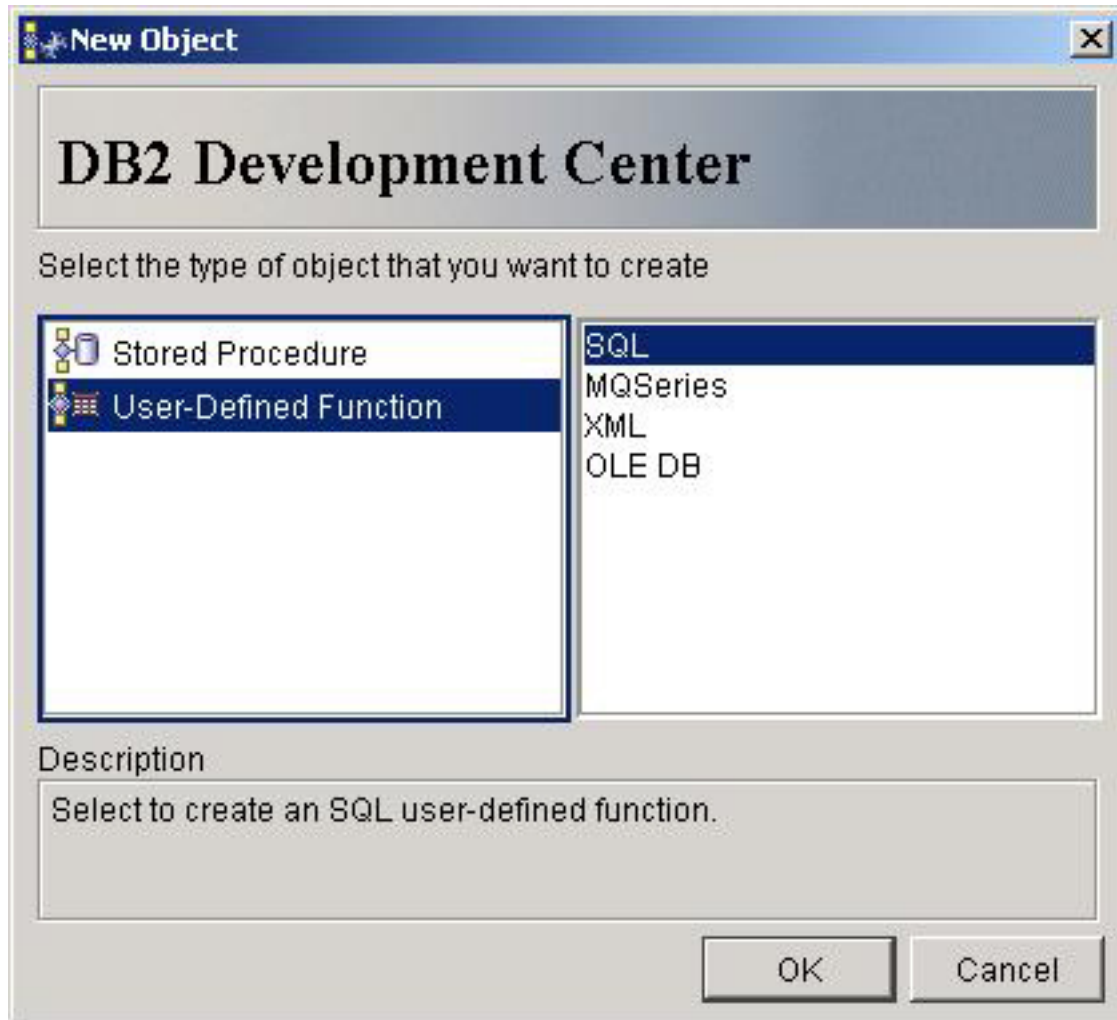 New Object
DB2 Development Center
Select the type of object that you want to create
Stored Procedure
User-Defined Function
SQL
MQSeries
XML
OLE DB
Description
Select to create an SQL user-defined function.
OK
Cancel